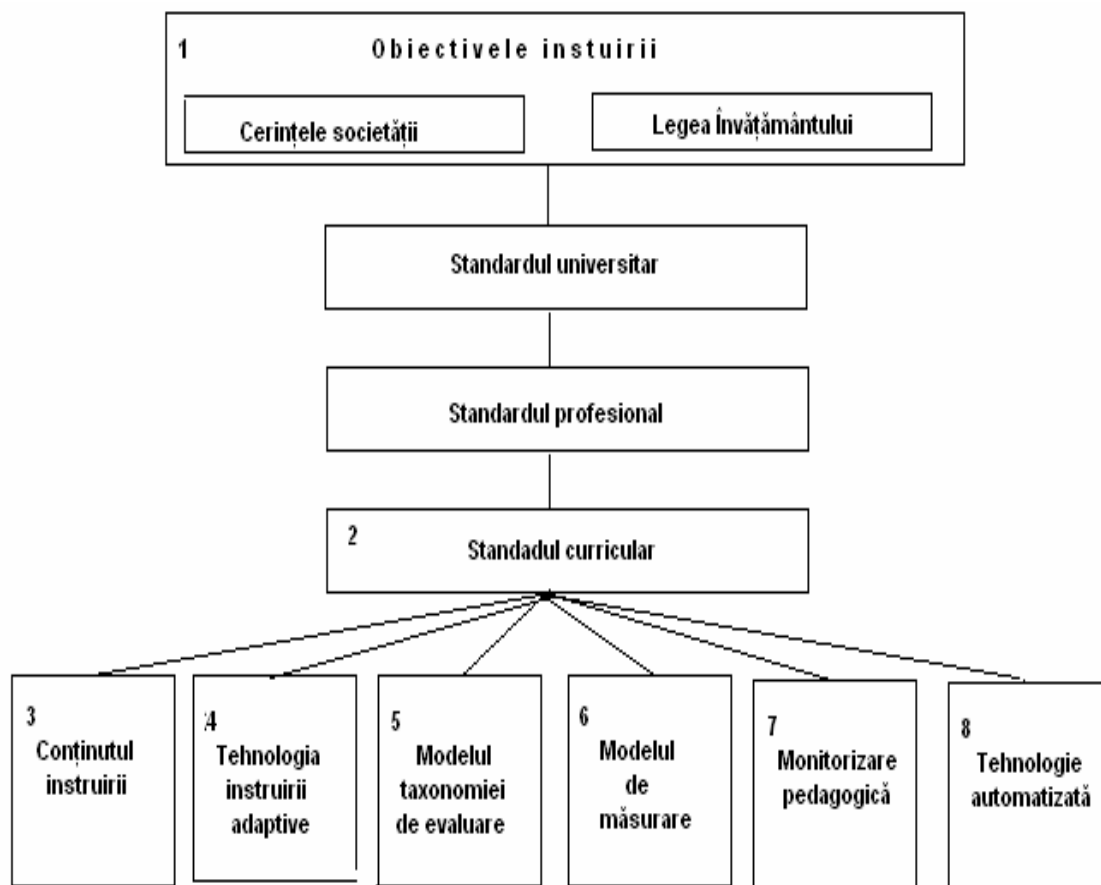 1 Obiectivele instuirii
Cerințele societății
Legea Învățământului
Standardul universitar
Standardul profesional
2 Standadul curricular
3
Conținutul
instruirii
4
Tehnologia
instruirii
adaptive
5
Modelul
taxonomiei
de evaluare
6
Modelul
de
măsurare
7
Monitorizare
pedagogică
8
Tehnologie
automatizată